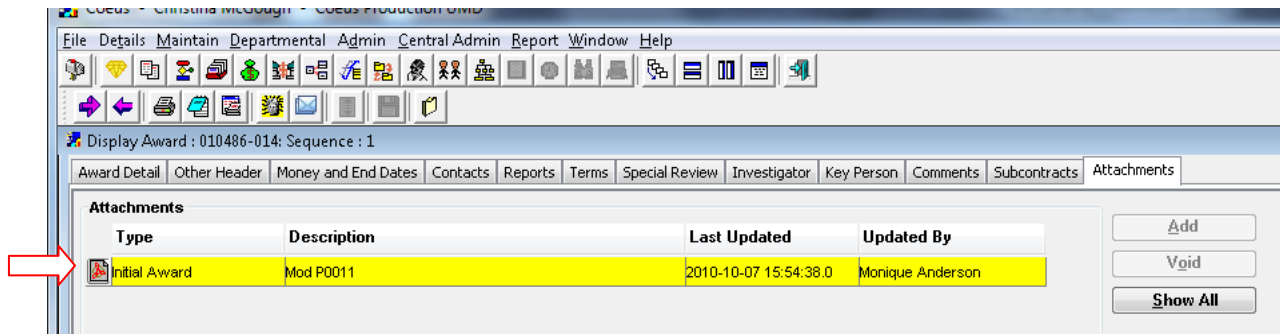 Coeus - Christina McGough - Coeus Production UMD
File Details Maintain Departmental Admin Central Admin Report Window Help
Display Award : 010486-014: Sequence : 1
Award Detail Other Header Money and End Dates Contacts Reports Terms Special Review Investigator Key Person Comments Subcontracts Attachments
Attachments
Type Description Last Updated Updated By
Initial Award Mod P0011 2010-10-07 15:54:38.0 Monique Anderson
Add
Void
Show All